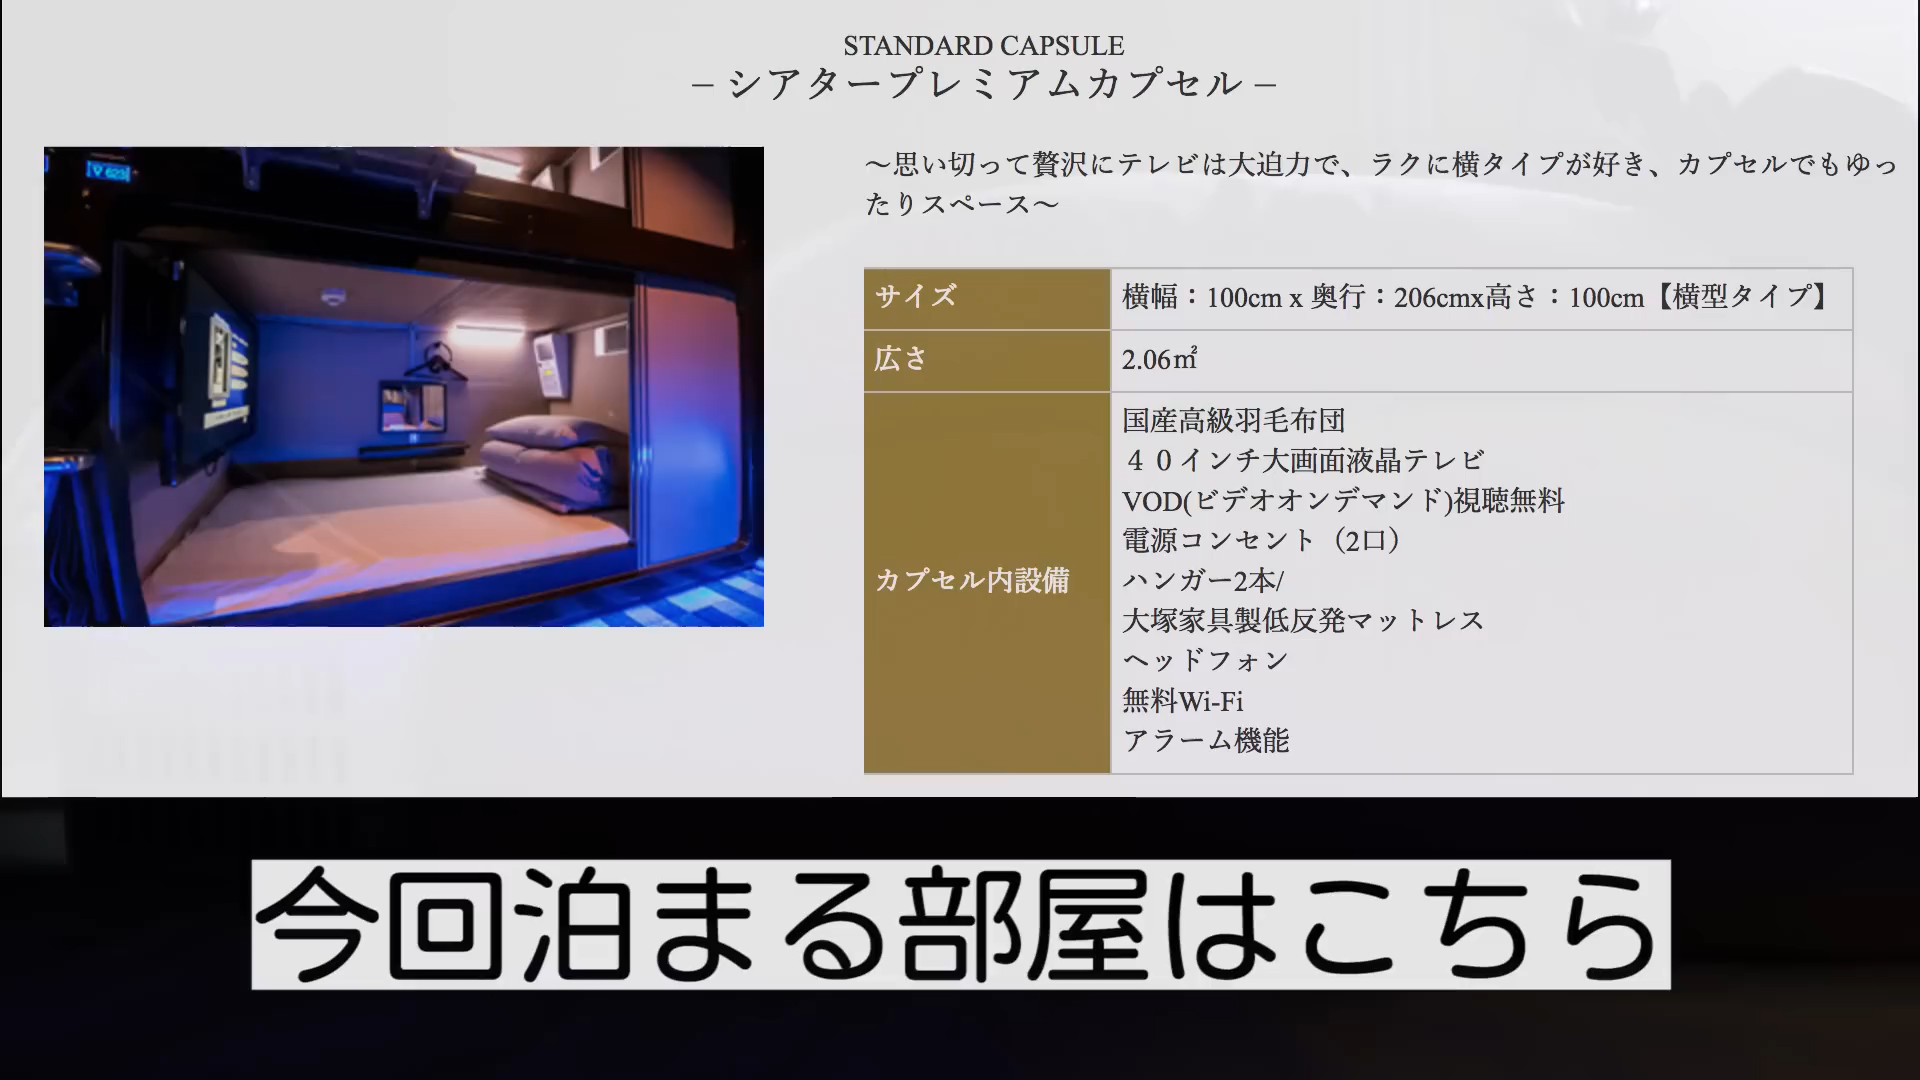 STANDARD CAPSULE
– シアタープレミアムカプセル –
～思い切って贅沢にテレビは大迫力で、ラクに横タイプが好き、カプセルでもゆっ
たりスペース～
サイズ 横幅：100cm x 奥行：206cmx高さ：100cm【横型タイプ】
広さ 2.06㎡
カプセル内設備
国産高級羽毛布団
４０インチ大画面液晶テレビ
VOD(ビデオオンデマンド)視聴無料
電源コンセント（2口）
ハンガー2本/
大塚家具製低反発マットレス
ヘッドフォン
無料Wi-Fi
アラーム機能
今回泊まる部屋はこちら